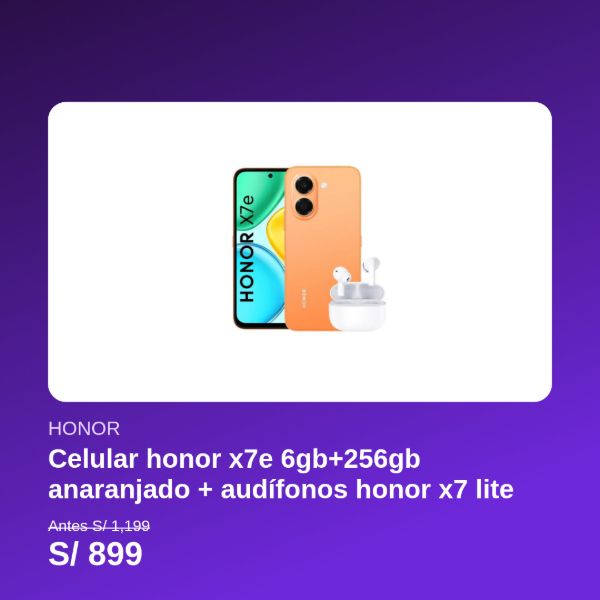 HONOR X7e
HONOR
HONOR
Celular honor x7e 6gb+256gb
anaranjado + audífonos honor x7 lite
Antes S/ 1,199
S/ 899